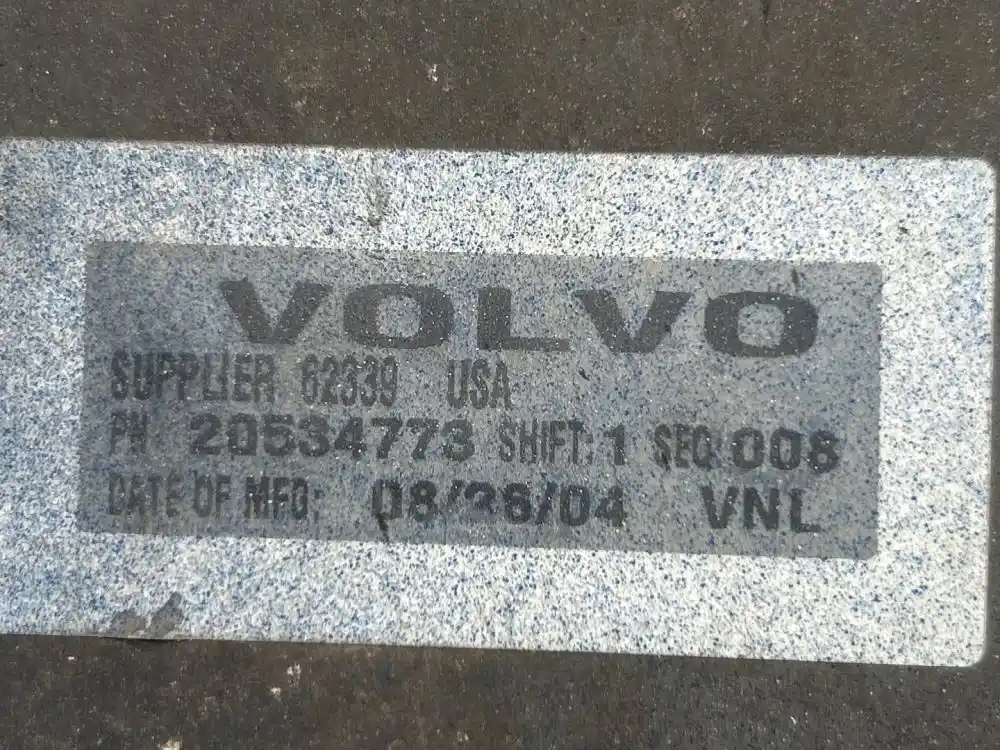 VOLVO
SUPPLIER 62339 USA
PN 20534773 SHIFT: 1 SEQ: 008
DATE OF MFG: 08/26/04 VNL